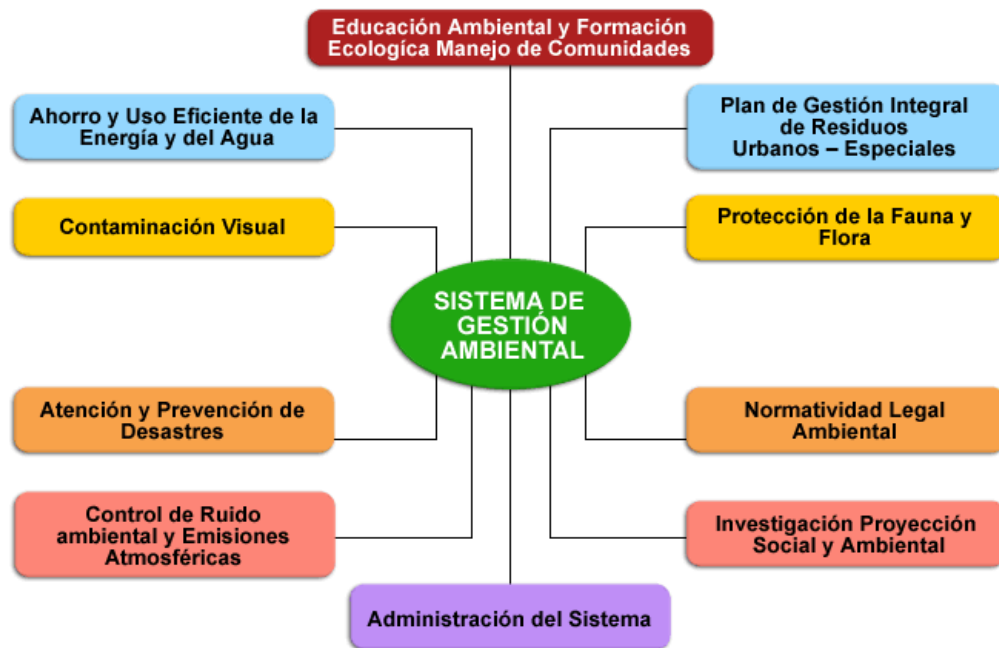 Educación Ambiental y Formación
Ecologíca Manejo de Comunidades
Ahorro y Uso Eficiente de la
Energía y del Agua
Plan de Gestión Integral
de Residuos
Urbanos – Especiales
Contaminación Visual
Protección de la Fauna y
Flora
SISTEMA DE
GESTIÓN
AMBIENTAL
Atención y Prevención de
Desastres
Normatividad Legal
Ambiental
Control de Ruido
ambiental y Emisiones
Atmosféricas
Investigación Proyección
Social y Ambiental
Administración del Sistema